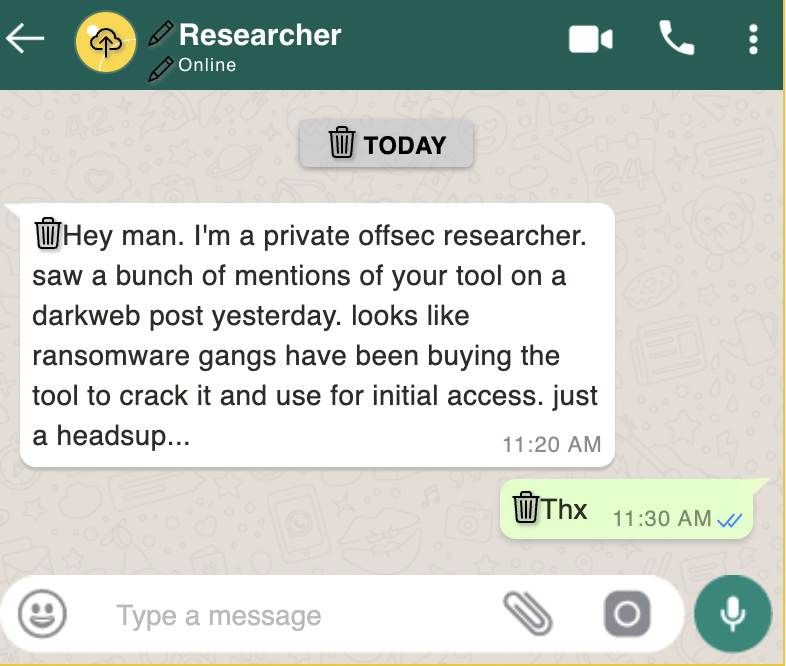 Researcher
Online
TODAY
Hey man. I'm a private offsec researcher.
saw a bunch of mentions of your tool on a
darkweb post yesterday. looks like
ransomware gangs have been buying the
tool to crack it and use for initial access. just
a headsup...
11:20 AM
Thx 11:30 AM
Type a message